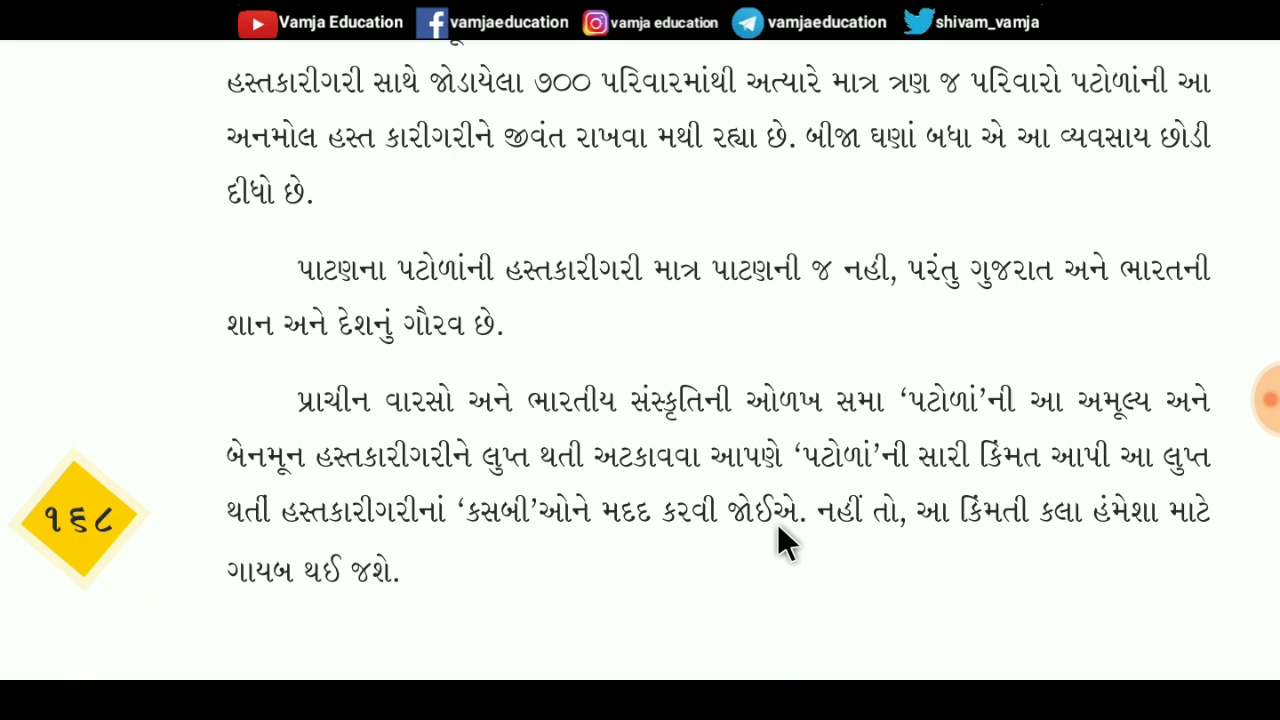 Vamja Education vamjaeducation vamja education vamjaeducation shivam_vamja
હસ્તકારીગરી સાથે જોડાયેલા ૭૦૦ પરિવારમાંથી અત્યારે માત્ર ત્રણ જ પરિવારો પટોળાંની આ
અનમોલ હસ્ત કારીગરીને જીવંત રાખવા મથી રહ્યા છે. બીજા ઘણાં બધા એ આ વ્યવસાય છોડી
દીધો છે.
પાટણના પટોળાંની હસ્તકારીગરી માત્ર પાટણની જ નહી, પરંતુ ગુજરાત અને ભારતની
શાન અને દેશનું ગૌરવ છે.
પ્રાચીન વારસો અને ભારતીય સંસ્કૃતિની ઓળખ સમા ‘પટોળાં’ની આ અમૂલ્ય અને
બેનમૂન હસ્તકારીગરીને લુપ્ત થતી અટકાવવા આપણે ‘પટોળાં’ની સારી કિંમત આપી આ લુપ્ત
થતીં હસ્તકારીગરીનાં ‘કસબી’ઓને મદદ કરવી જોઈએ. નહીં તો, આ કિંમતી કલા હંમેશા માટે
ગાયબ થઈ જશે.
૧૬૮